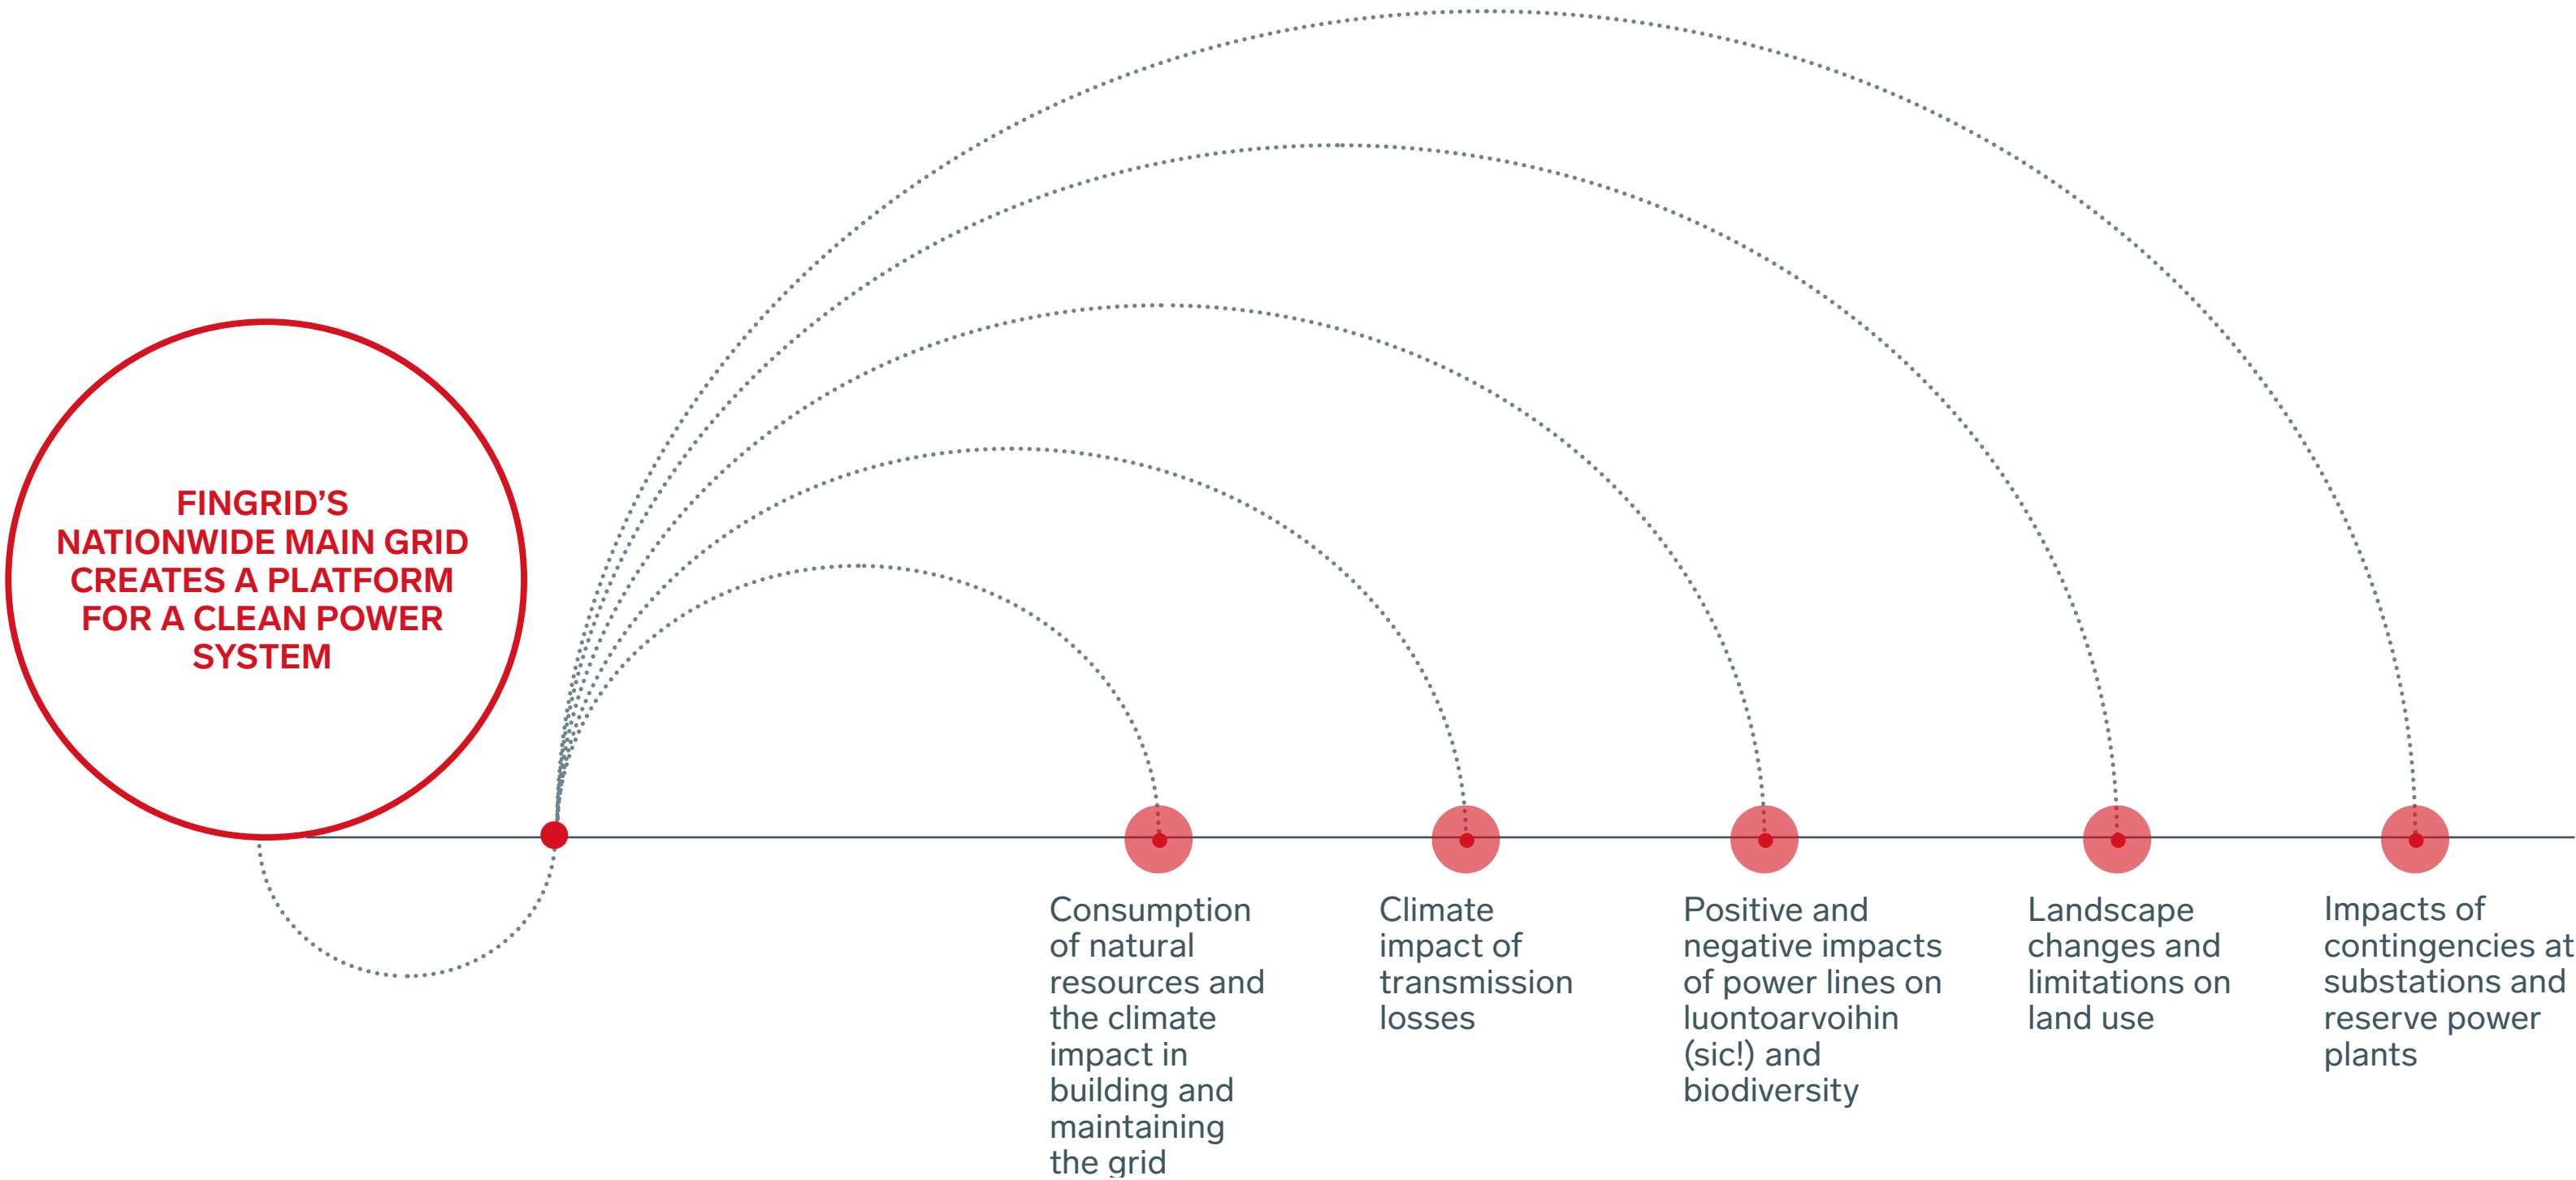 FINGRID’S
NATIONWIDE MAIN GRID
CREATES A PLATFORM
FOR A CLEAN POWER
SYSTEM
Consumption
of natural
resources and
the climate
impact in
building and
maintaining
the grid
Climate
impact of
transmission
losses
Positive and
negative impacts
of power lines on
luontoarvoihin
(sic!) and
biodiversity
Landscape
changes and
limitations on
land use
Impacts of
contingencies at
substations and
reserve power
plants